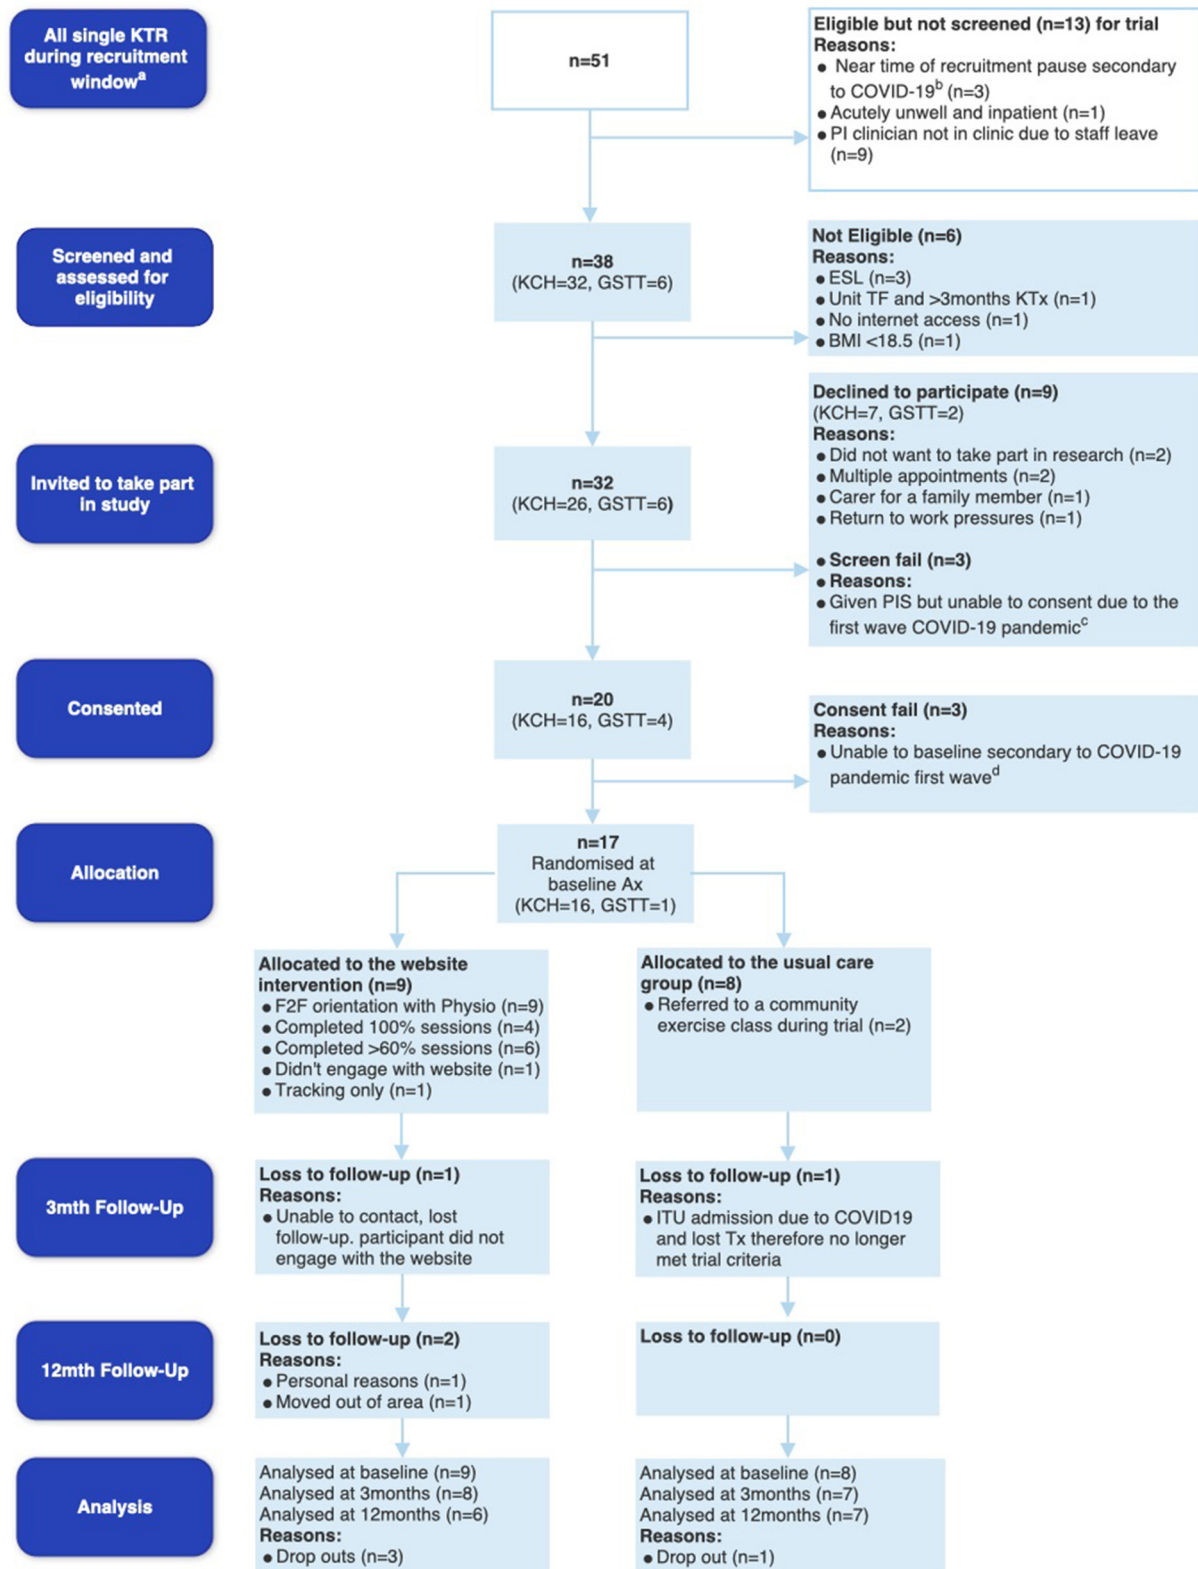 All single KTR
during recruitment
windowᵃ
n=51
Eligible but not screened (n=13) for trial
Reasons:
● Near time of recruitment pause secondary
to COVID-19ᵇ (n=3)
● Acutely unwell and inpatient (n=1)
● PI clinician not in clinic due to staff leave
(n=9)
Screened and
assessed for
eligibility
n=38
(KCH=32, GSTT=6)
Not Eligible (n=6)
Reasons:
● ESL (n=3)
● Unit TF and >3months KTx (n=1)
● No internet access (n=1)
● BMI <18.5 (n=1)
Invited to take part
in study
n=32
(KCH=26, GSTT=6)
Declined to participate (n=9)
(KCH=7, GSTT=2)
Reasons:
● Did not want to take part in research (n=2)
● Multiple appointments (n=2)
● Carer for a family member (n=1)
● Return to work pressures (n=1)
● Screen fail (n=3)
● Reasons:
● Given PIS but unable to consent due to the
first wave COVID-19 pandemicᶜ
Consented
n=20
(KCH=16, GSTT=4)
Consent fail (n=3)
Reasons:
● Unable to baseline secondary to COVID-19
pandemic first waveᵈ
Allocation
n=17
Randomised at
baseline Ax
(KCH=16, GSTT=1)
Allocated to the website
intervention (n=9)
● F2F orientation with Physio (n=9)
● Completed 100% sessions (n=4)
● Completed >60% sessions (n=6)
● Didn't engage with website (n=1)
● Tracking only (n=1)
Allocated to the usual care
group (n=8)
● Referred to a community
exercise class during trial (n=2)
3mth Follow-Up
Loss to follow-up (n=1)
Reasons:
● Unable to contact, lost
follow-up. participant did not
engage with the website
Loss to follow-up (n=1)
Reasons:
● ITU admission due to COVID19
and lost Tx therefore no longer
met trial criteria
12mth Follow-Up
Loss to follow-up (n=2)
Reasons:
● Personal reasons (n=1)
● Moved out of area (n=1)
Loss to follow-up (n=0)
Analysis
Analysed at baseline (n=9)
Analysed at 3months (n=8)
Analysed at 12months (n=6)
Reasons:
● Drop outs (n=3)
Analysed at baseline (n=8)
Analysed at 3months (n=7)
Analysed at 12months (n=7)
Reasons:
● Drop out (n=1)